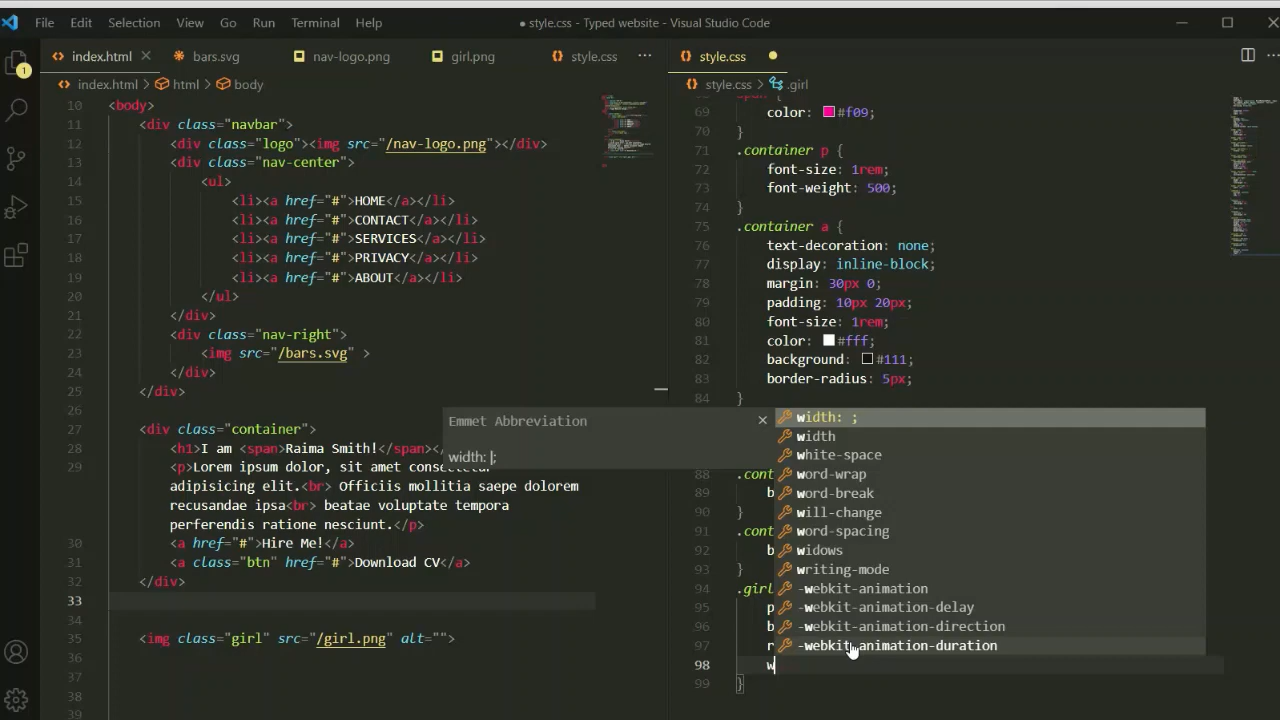 File Edit Selection View Go Run Terminal Help
● style.css - Typed website - Visual Studio Code
index.html
bars.svg
nav-logo.png
girl.png
style.css
index.html > html > body
1
10 <body>
11 <div class="navbar">
12 <div class="logo"><img src="/nav-logo.png"></div>
13 <div class="nav-center">
14 <ul>
15 <li><a href="#">HOME</a></li>
16 <li><a href="#">CONTACT</a></li>
17 <li><a href="#">SERVICES</a></li>
18 <li><a href="#">PRIVACY</a></li>
19 <li><a href="#">ABOUT</a></li>
20 </ul>
21 </div>
22 <div class="nav-right">
23 <img src="/bars.svg" >
24 </div>
25 </div>
26
27 <div class="container">
28 <h1>I am <span>Raima Smith!</span></
29 <p>Lorem ipsum dolor, sit amet consectetur
adipisicing elit.<br> Officiis mollitia saepe dolorem
recusandae ipsa<br> beatae voluptate tempora
perferendis ratione nesciunt.</p>
30 <a href="#">Hire Me!</a>
31 <a class="btn" href="#">Download CV</a>
32 </div>
33
34
35 <img class="girl" src="/girl.png" alt="">
36
37
38
39
style.css
style.css > .girl
69 color: #f09;
70 }
71 .container p {
72 font-size: 1rem;
73 font-weight: 500;
74 }
75 .container a {
76 text-decoration: none;
77 display: inline-block;
78 margin: 30px 0;
79 padding: 10px 20px;
80 font-size: 1rem;
81 color: #fff;
82 background: #111;
83 border-radius: 5px;
84 }
88 .cont
89 b
90 }
91 .cont
92 b
93 }
94 .girl
95 p
96 b
97 r
98 w
99 }
Emmet Abbreviation
width: |;
width: ;
width
white-space
word-wrap
word-break
will-change
word-spacing
widows
writing-mode
-webkit-animation
-webkit-animation-delay
-webkit-animation-direction
-webkit-animation-duration